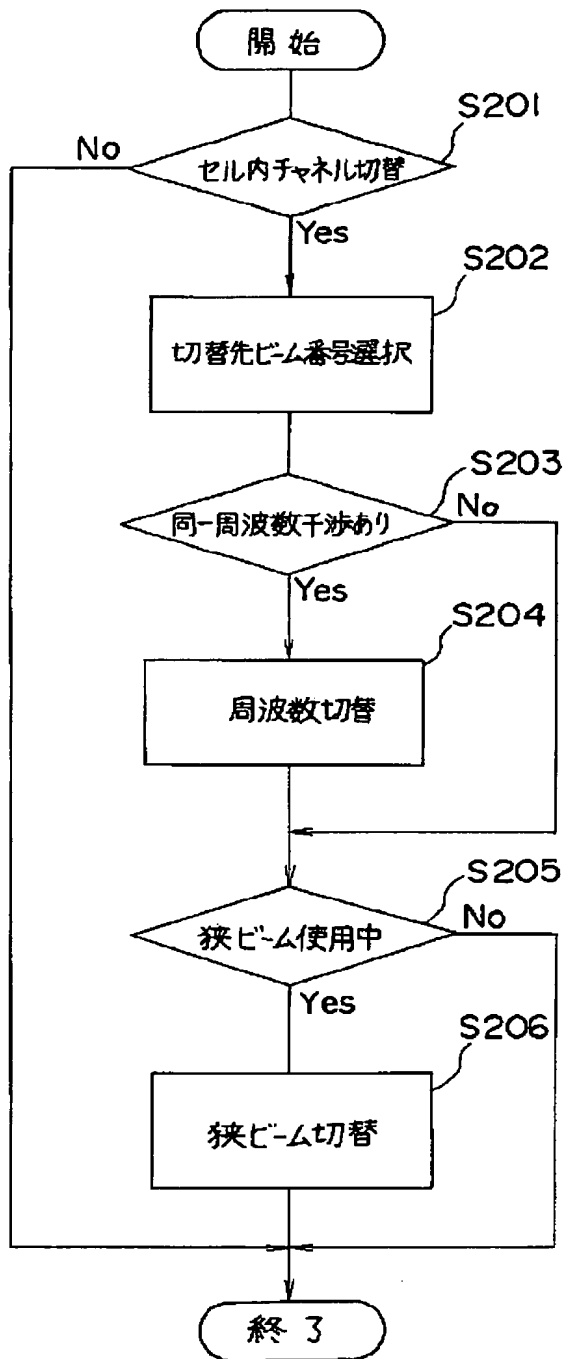 開始
S201
No
セル内チャネル切替
Yes
S202
切替先ビーム番号選択
S203
同一周波数干渉あり
No
Yes
S204
周波数切替
S205
狭ビーム使用中
No
Yes
S206
狭ビーム切替
終了